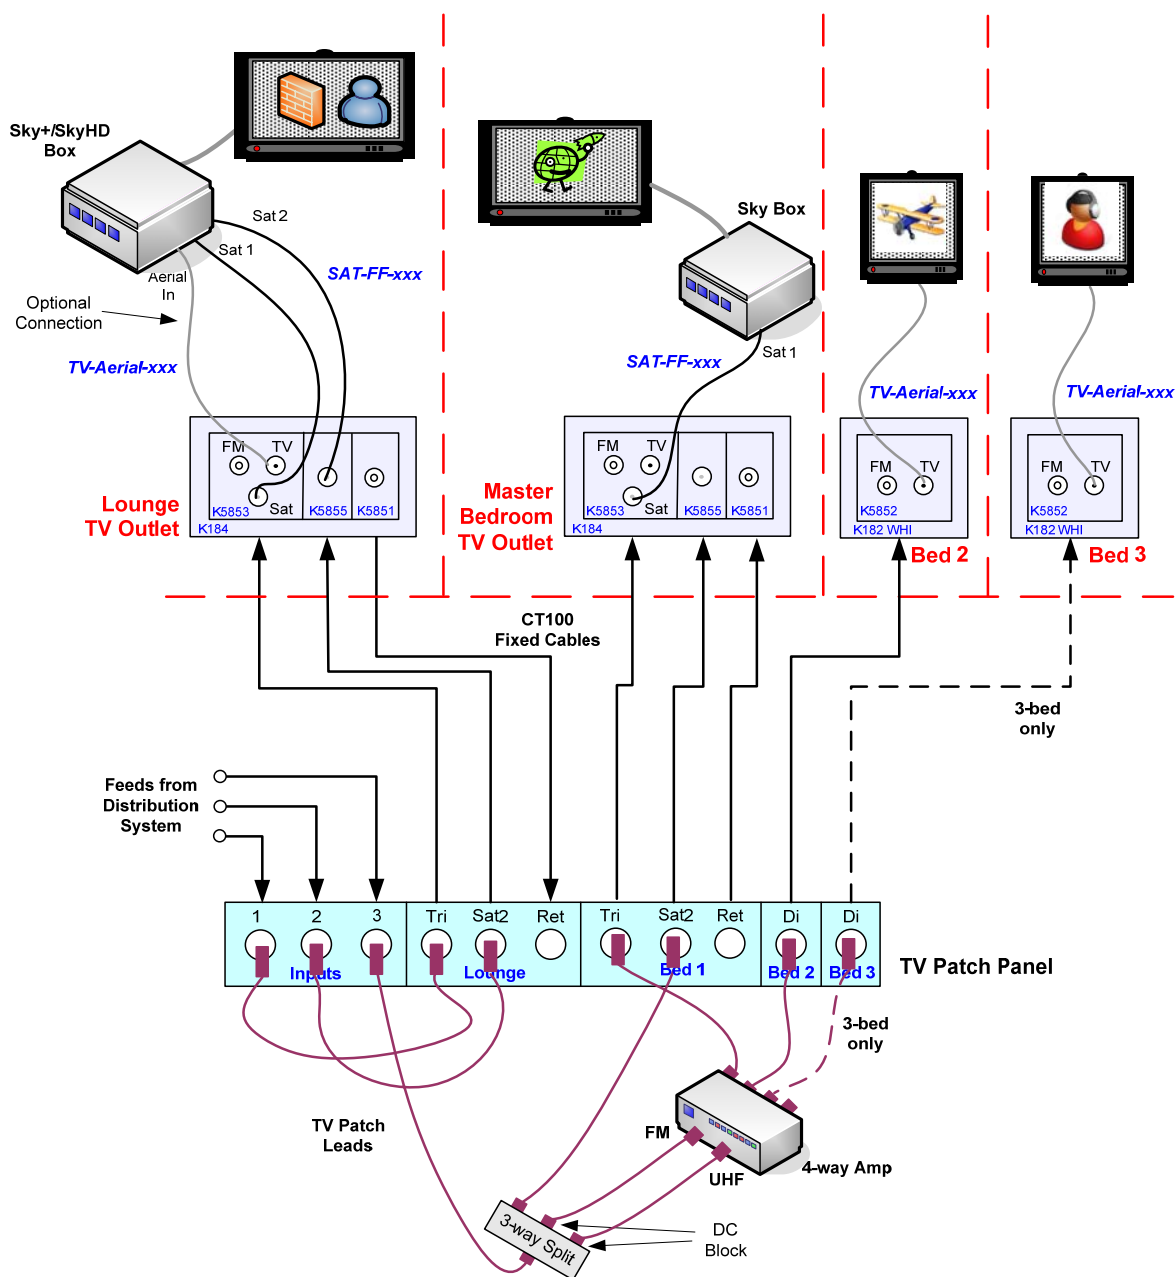 Sky+/SkyHD
Box
Sat 2
Sat 1
Aerial
In
Optional
Connection
SAT-FF-xxx
TV-Aerial-xxx
Sky Box
Sat 1
SAT-FF-xxx
TV-Aerial-xxx
TV-Aerial-xxx
FM
TV
Sat
K5853
K5855
K5851
K184
Lounge
TV Outlet
FM
TV
Sat
K5853
K5855
K5851
K184
Master
Bedroom
TV Outlet
FM
TV
K5852
K182 WHI
Bed 2
FM
TV
K5852
K182 WHI
Bed 3
CT100
Fixed Cables
3-bed
only
Feeds from
Distribution
System
1
2
3
Inputs
Tri
Sat2
Ret
Lounge
Tri
Sat2
Ret
Bed 1
Di
Bed 2
Di
Bed 3
TV Patch Panel
3-bed
only
TV Patch
Leads
FM
UHF
4-way Amp
3-way Split
DC
Block